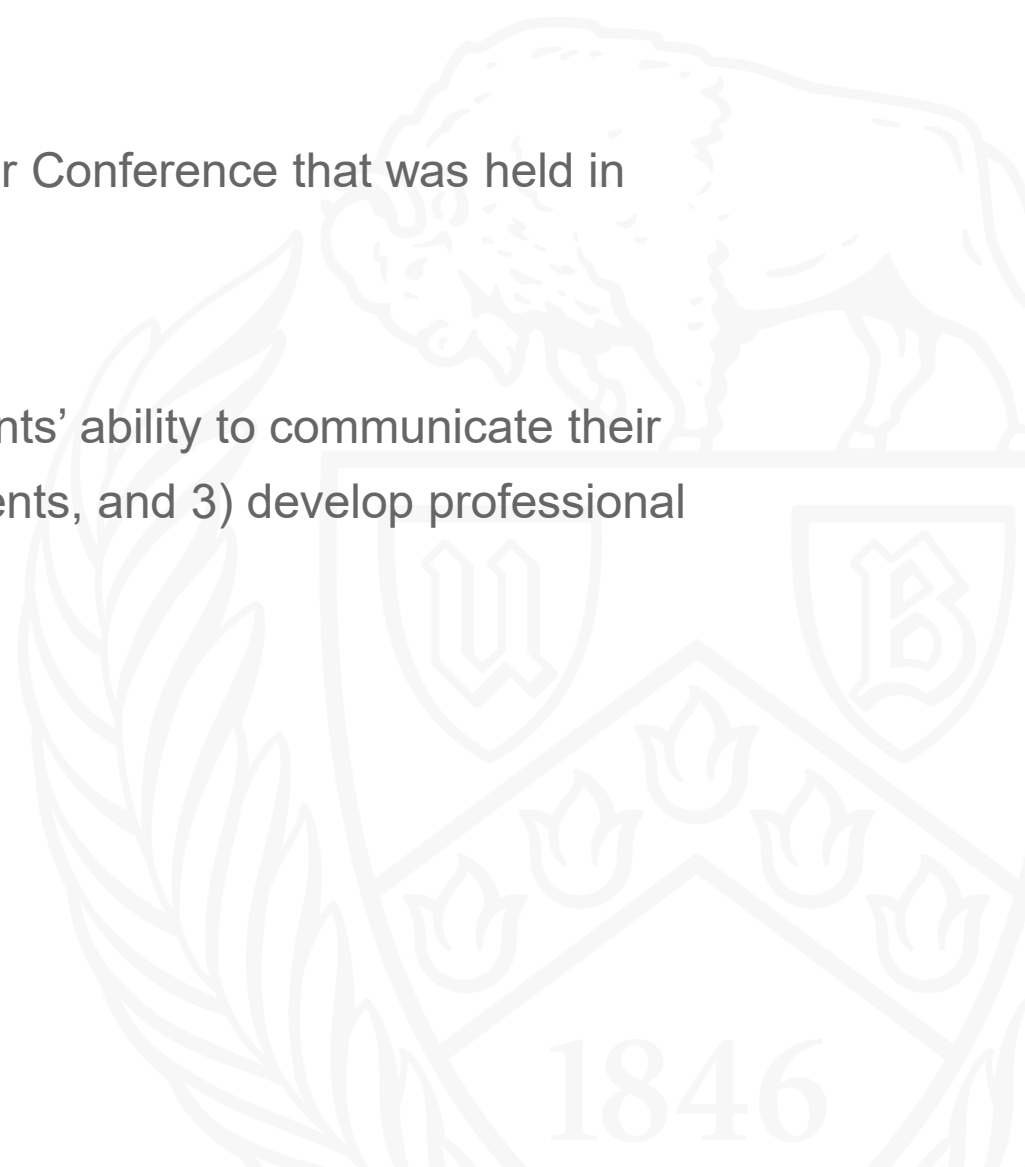 r Conference that was held in
nts’ ability to communicate their
ents, and 3) develop professional
U B
1846